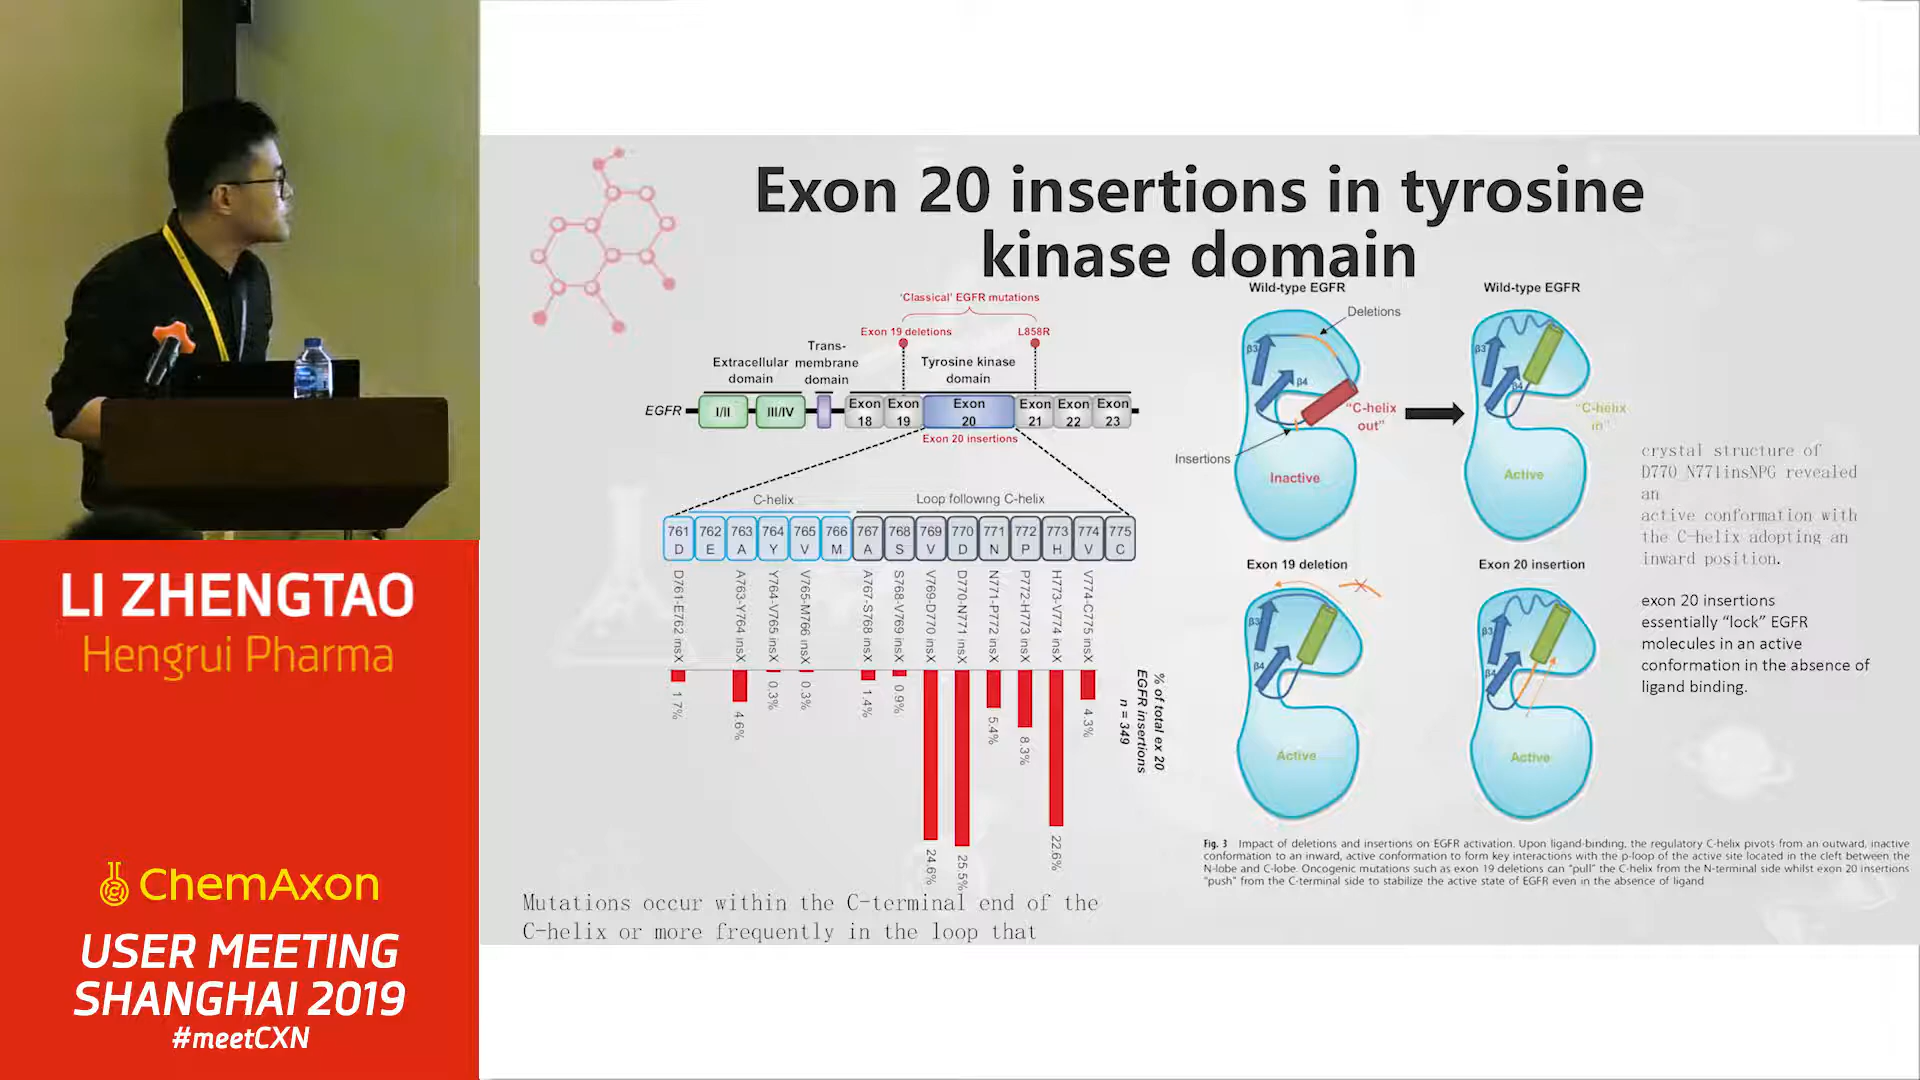 LI ZHENGTAO
Hengrui Pharma
ChemAxon
USER MEETING
SHANGHAI 2019
#meetCXN
Exon 20 insertions in tyrosine
kinase domain
'Classical' EGFR mutations
Exon 19 deletions
L858R
Extracellular
domain
Trans-
membrane
domain
Tyrosine kinase
domain
EGFR
I/II
III/IV
Exon
18
Exon
19
Exon
20
Exon
21
Exon
22
Exon
23
Exon 20 insertions
C-helix
Loop following C-helix
761 762 763 764 765 766 767 768 769 770 771 772 773 774 775
D E A Y V M A S V D N P H V C
D761-E762 insX
A763-Y764 insX
Y764-V765 insX
V765-M766 insX
A767-S768 insX
S768-V769 insX
V769-D770 insX
D770-N771 insX
N771-P772 insX
P772-H773 insX
H773-V774 insX
V774-C775 insX
1.7%
4.6%
0.3%
0.3%
1.4%
0.9%
24.6%
25.5%
5.4%
8.3%
22.6%
4.3%
% of total ex 20
EGFR insertions
n = 349
Mutations occur within the C-terminal end of the
C-helix or more frequently in the loop that
Wild-type EGFR
Deletions
β3
β4
"C-helix
out"
Insertions
Inactive
Wild-type EGFR
β3
β4
"C-helix
in"
Active
Exon 19 deletion
β3
β4
Active
Exon 20 insertion
β3
β4
Active
crystal structure of
D770_N771insNPG revealed
an
active conformation with
the C-helix adopting an
inward position.
exon 20 insertions
essentially “lock” EGFR
molecules in an active
conformation in the absence of
ligand binding.
Fig. 3 Impact of deletions and insertions on EGFR activation. Upon ligand-binding, the regulatory C-helix pivots from an outward, inactive
conformation to an inward, active conformation to form key interactions with the p-loop of the active site located in the cleft between the
N-lobe and C-lobe. Oncogenic mutations such as exon 19 deletions can "pull" the C-helix from the N-terminal side whilst exon 20 insertions
"push" from the C-terminal side to stabilize the active state of EGFR even in the absence of ligand